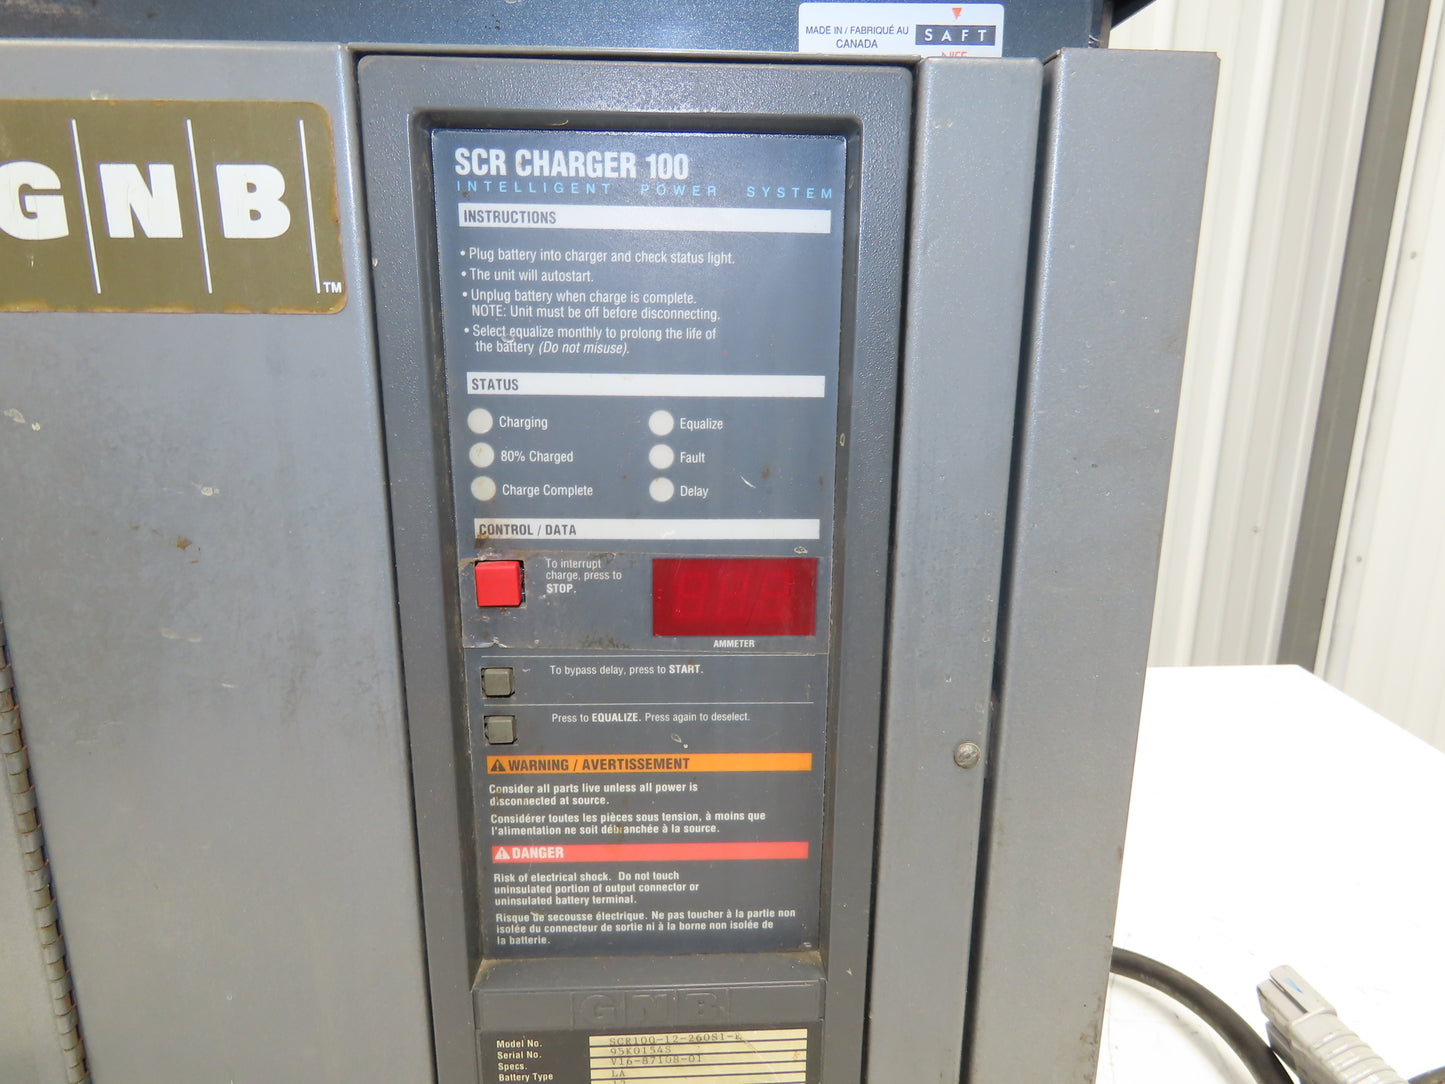 MADE IN / FABRIQUÉ AU
CANADA
SAFT
GNB
TM
SCR CHARGER 100
INTELLIGENT POWER SYSTEM
INSTRUCTIONS
• Plug battery into charger and check status light.
• The unit will autostart.
• Unplug battery when charge is complete.
NOTE: Unit must be off before disconnecting.
• Select equalize monthly to prolong the life of
the battery (Do not misuse).
STATUS
Charging
Equalize
80% Charged
Fault
Charge Complete
Delay
CONTROL / DATA
To interrupt
charge, press to
STOP.
AMMETER
To bypass delay, press to START.
Press to EQUALIZE. Press again to deselect.
WARNING / AVERTISSEMENT
Consider all parts live unless all power is
disconnected at source.
Considérer toutes les pièces sous tension, à moins que
l'alimentation ne soit débranchée à la source.
DANGER
Risk of electrical shock. Do not touch
uninsulated portion of output connector or
uninsulated battery terminal.
Risque de secousse électrique. Ne pas toucher à la partie non
isolée du connecteur de sortie ni à la borne non isolée de
la batterie.
GNB
Model No. SCR100-12-260S1-E
Serial No. 95K0154S
Specs. V16-87108-01
Battery Type LA